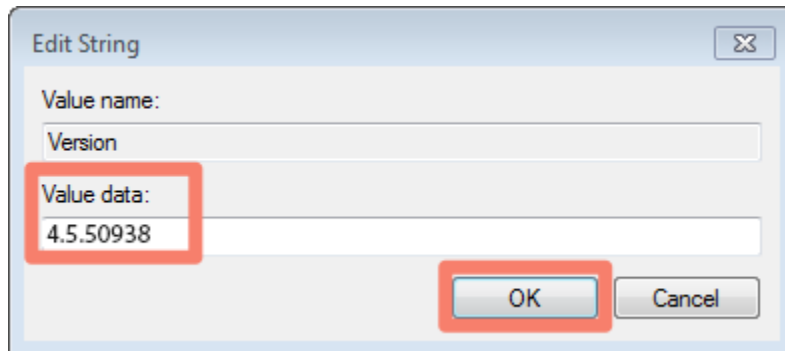 Edit String
Value name:
Version
Value data:
4.5.50938
OK Cancel